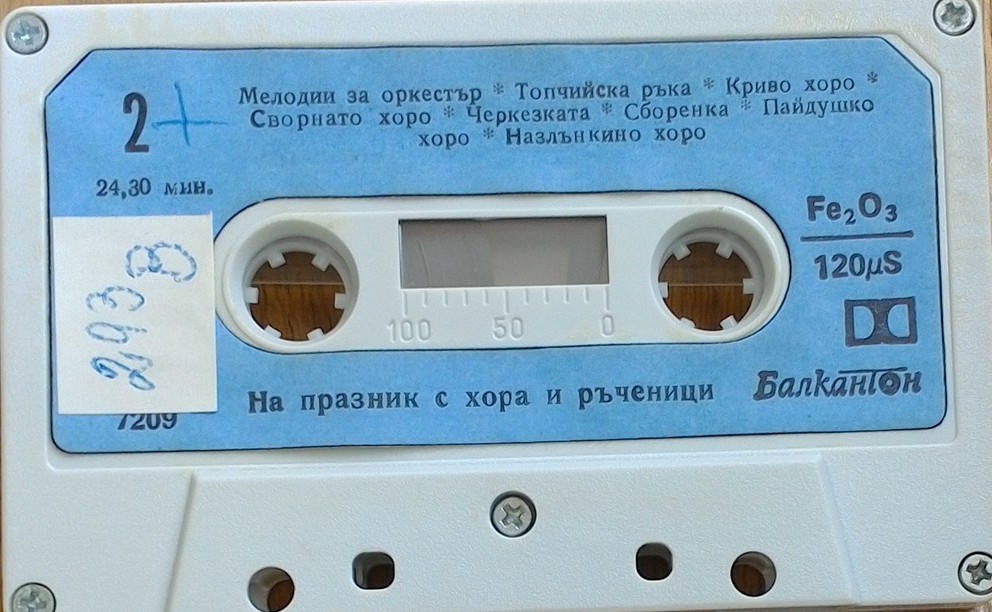 2+
Мелодии за оркестър * Топчийска ръка * Криво хоро *
Сворнато хоро * Черкезката * Сборенка * Пайдушко
хоро * Назлънкино хоро
24,30 мин.
Fe₂O₃
120µS
293 В
100 50 0
На празник с хора и ръченици
Балкантон
7209